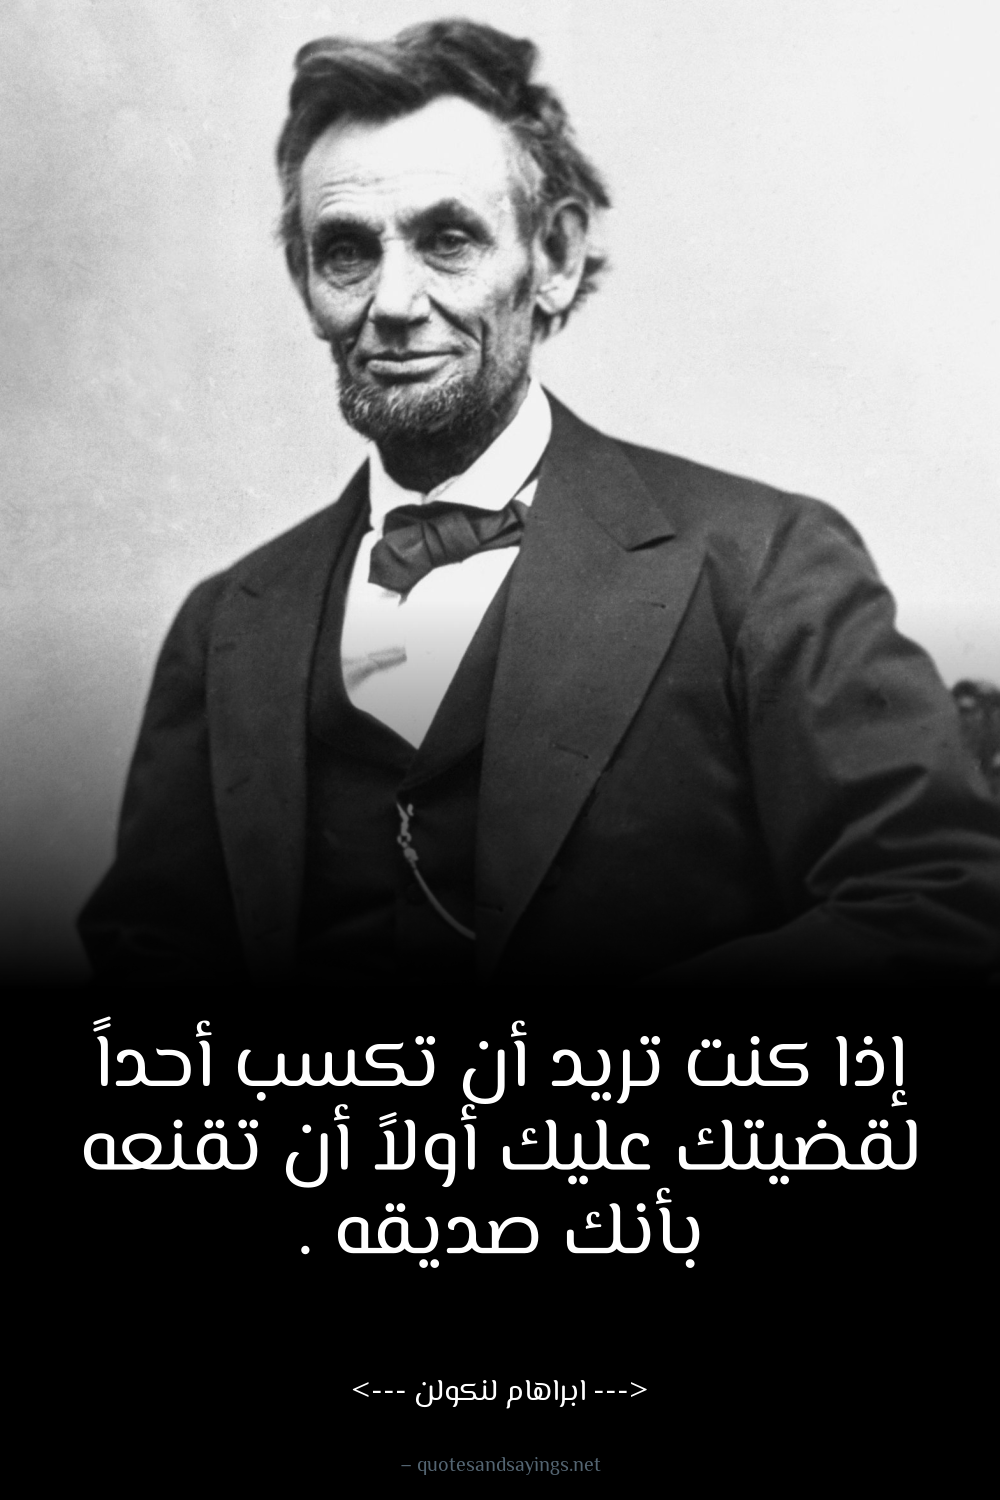 إذا كنت تريد أن تكسب أحداً
لقضيتك عليك أولاً أن تقنعه
بأنك صديقه .
<--- ابراهام لنكولن --->
– quotesandsayings.net